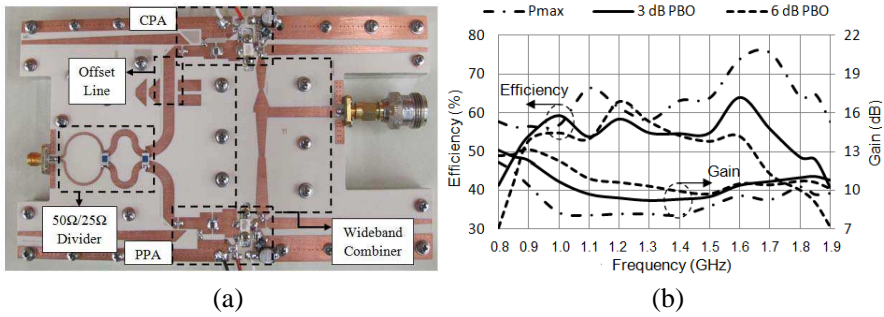 CPA
Offset
Line
50Ω/25Ω
Divider
PPA
Wideband
Combiner
(a)
Pmax
3 dB PBO
6 dB PBO
Efficiency (%)
80
70
60
50
40
30
Efficiency
Gain
22
19
16
13
10
7
Gain (dB)
0.8 0.9 1.0 1.1 1.2 1.3 1.4 1.5 1.6 1.7 1.8 1.9
Frequency (GHz)
(b)